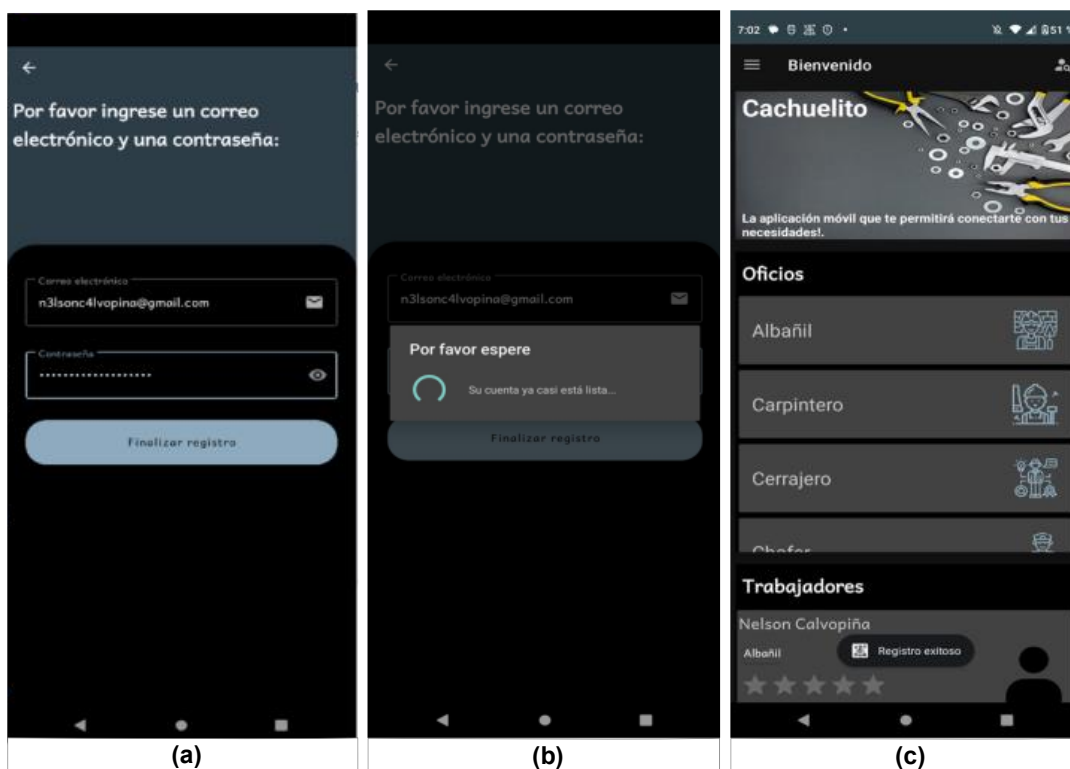 Por favor ingrese un correo
electrónico y una contraseña:
Correo electrónico
n3lsonc4lvopina@gmail.com
Contraseña
•••••••••••••••••••
Finalizar registro
(a)
Por favor ingrese un correo
electrónico y una contraseña:
Correo electrónico
n3lsonc4lvopina@gmail.com
Por favor espere
Su cuenta ya casi está lista...
Finalizar registro
(b)
7:02
51
Bienvenido
Cachuelito
La aplicación móvil que te permitirá conectarte con tus
necesidades!.
Oficios
Albañil
Carpintero
Cerrajero
Chofer
Trabajadores
Nelson Calvopiña
Albañil
Registro exitoso
(c)